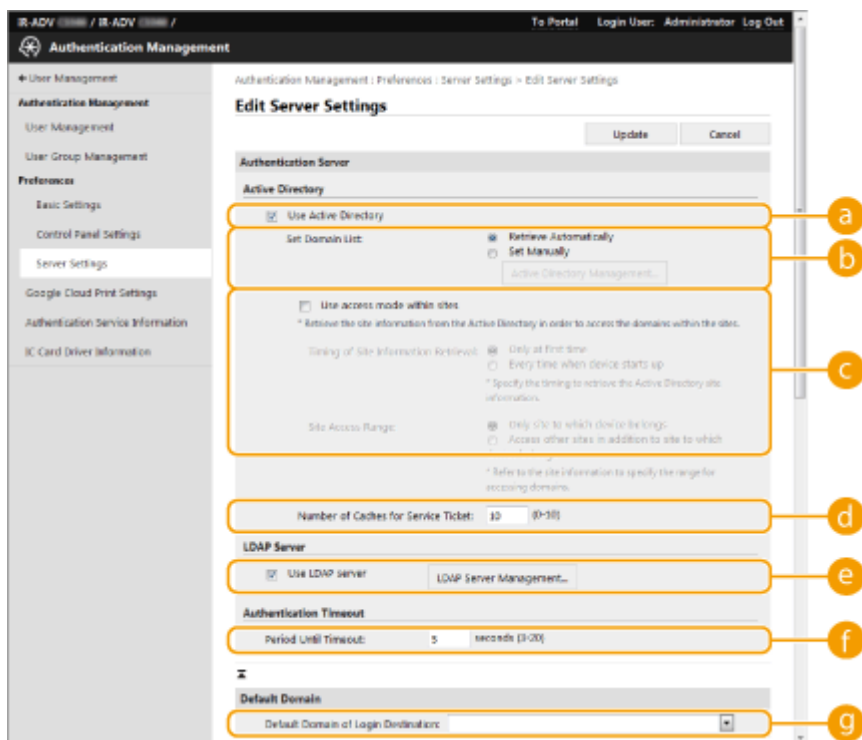 IR-ADV / IR-ADV /
To Portal Login User: Administrator Log Out
Authentication Management
User Management
Authentication Management
User Management
User Group Management
Preferences
Basic Settings
Control Panel Settings
Server Settings
Google Cloud Print Settings
Authentication Service Information
IC Card Driver Information
Authentication Management : Preferences : Server Settings > Edit Server Settings
Edit Server Settings
Update Cancel
Authentication Server
Active Directory
Use Active Directory
a
Set Domain List: Retrieve Automatically
Set Manually
Active Directory Management...
b
Use access mode within sites
* Retrieve the site information from the Active Directory in order to access the domains within the sites.
Timing of Site Information Retrieval: Only at first time
Every time when device starts up
* Specify the timing to retrieve the Active Directory site
information.
c
Site Access Range: Only site to which device belongs
Access other sites in addition to site to which
* Refer to the site information to specify the range for
accessing domains.
Number of Caches for Service Ticket: 10 (0-10)
d
LDAP Server
Use LDAP server LDAP Server Management...
e
Authentication Timeout
Period Until Timeout: 5 seconds (3-20)
f
Default Domain
Default Domain of Login Destination:
g